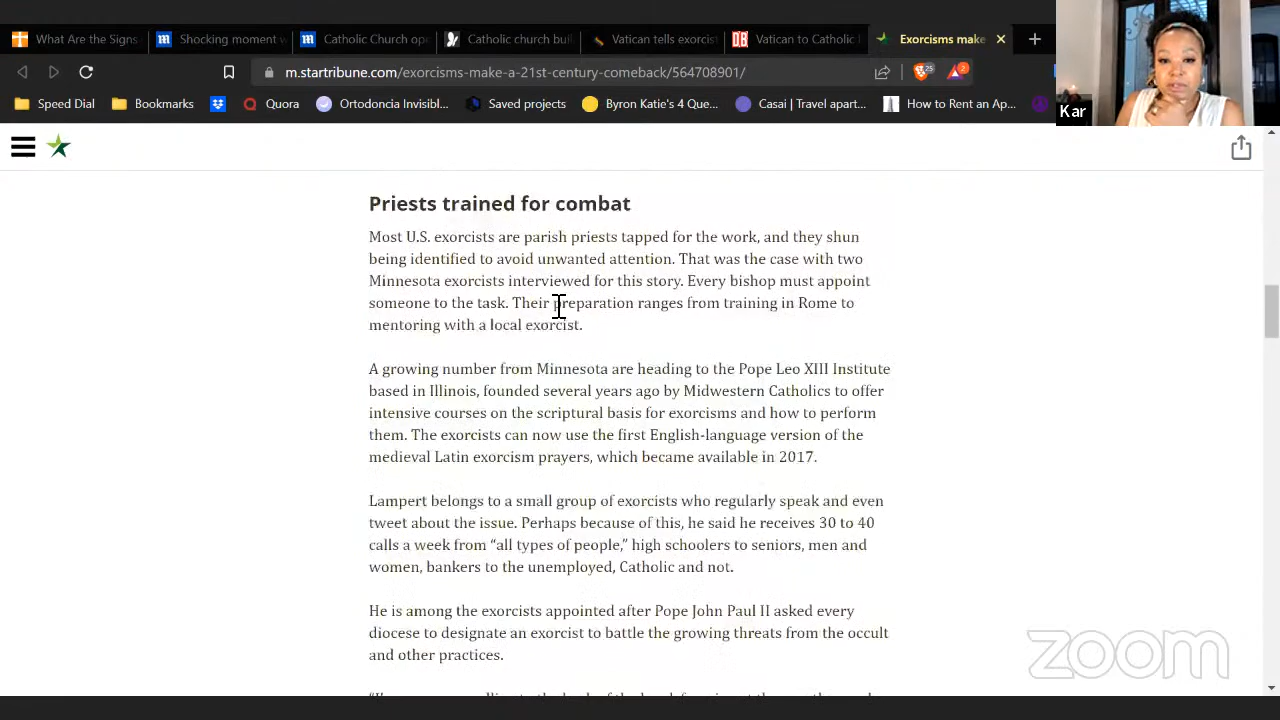 What Are the Signs
Shocking moment w
Catholic Church ope
Catholic church buil
Vatican tells exorcist
Vatican to Catholic
Exorcisms make
m.startribune.com/exorcisms-make-a-21st-century-comeback/564708901/
25
2
Speed Dial
Bookmarks
Quora
Ortodoncia Invisibl...
Saved projects
Byron Katie's 4 Que...
Casai | Travel apart...
How to Rent an Ap...
Kar
Priests trained for combat
Most U.S. exorcists are parish priests tapped for the work, and they shun
being identified to avoid unwanted attention. That was the case with two
Minnesota exorcists interviewed for this story. Every bishop must appoint
someone to the task. Their preparation ranges from training in Rome to
mentoring with a local exorcist.
A growing number from Minnesota are heading to the Pope Leo XIII Institute
based in Illinois, founded several years ago by Midwestern Catholics to offer
intensive courses on the scriptural basis for exorcisms and how to perform
them. The exorcists can now use the first English-language version of the
medieval Latin exorcism prayers, which became available in 2017.
Lampert belongs to a small group of exorcists who regularly speak and even
tweet about the issue. Perhaps because of this, he said he receives 30 to 40
calls a week from “all types of people,” high schoolers to seniors, men and
women, bankers to the unemployed, Catholic and not.
He is among the exorcists appointed after Pope John Paul II asked every
diocese to designate an exorcist to battle the growing threats from the occult
and other practices.
zoom